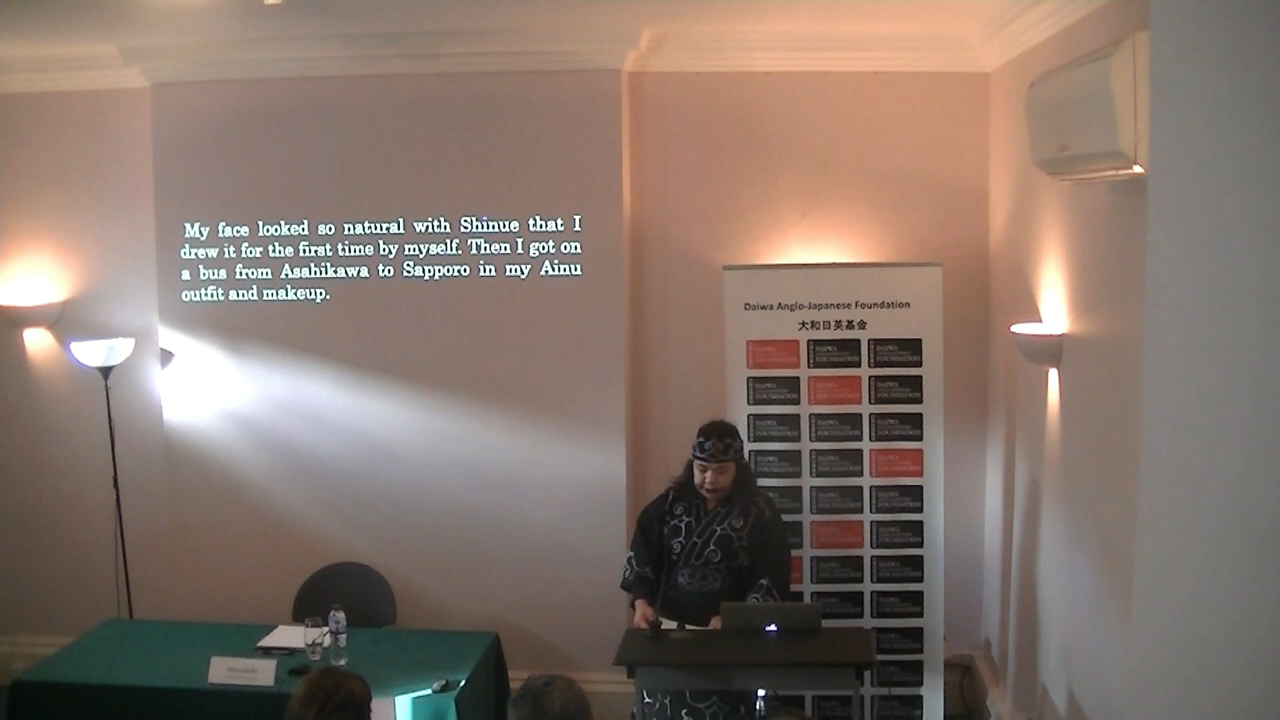 My face looked so natural with Shinue that I
drew it for the first time by myself. Then I got on
a bus from Asahikawa to Sapporo in my Ainu
outfit and makeup.
Daiwa Anglo-Japanese Foundation
大和日英基金